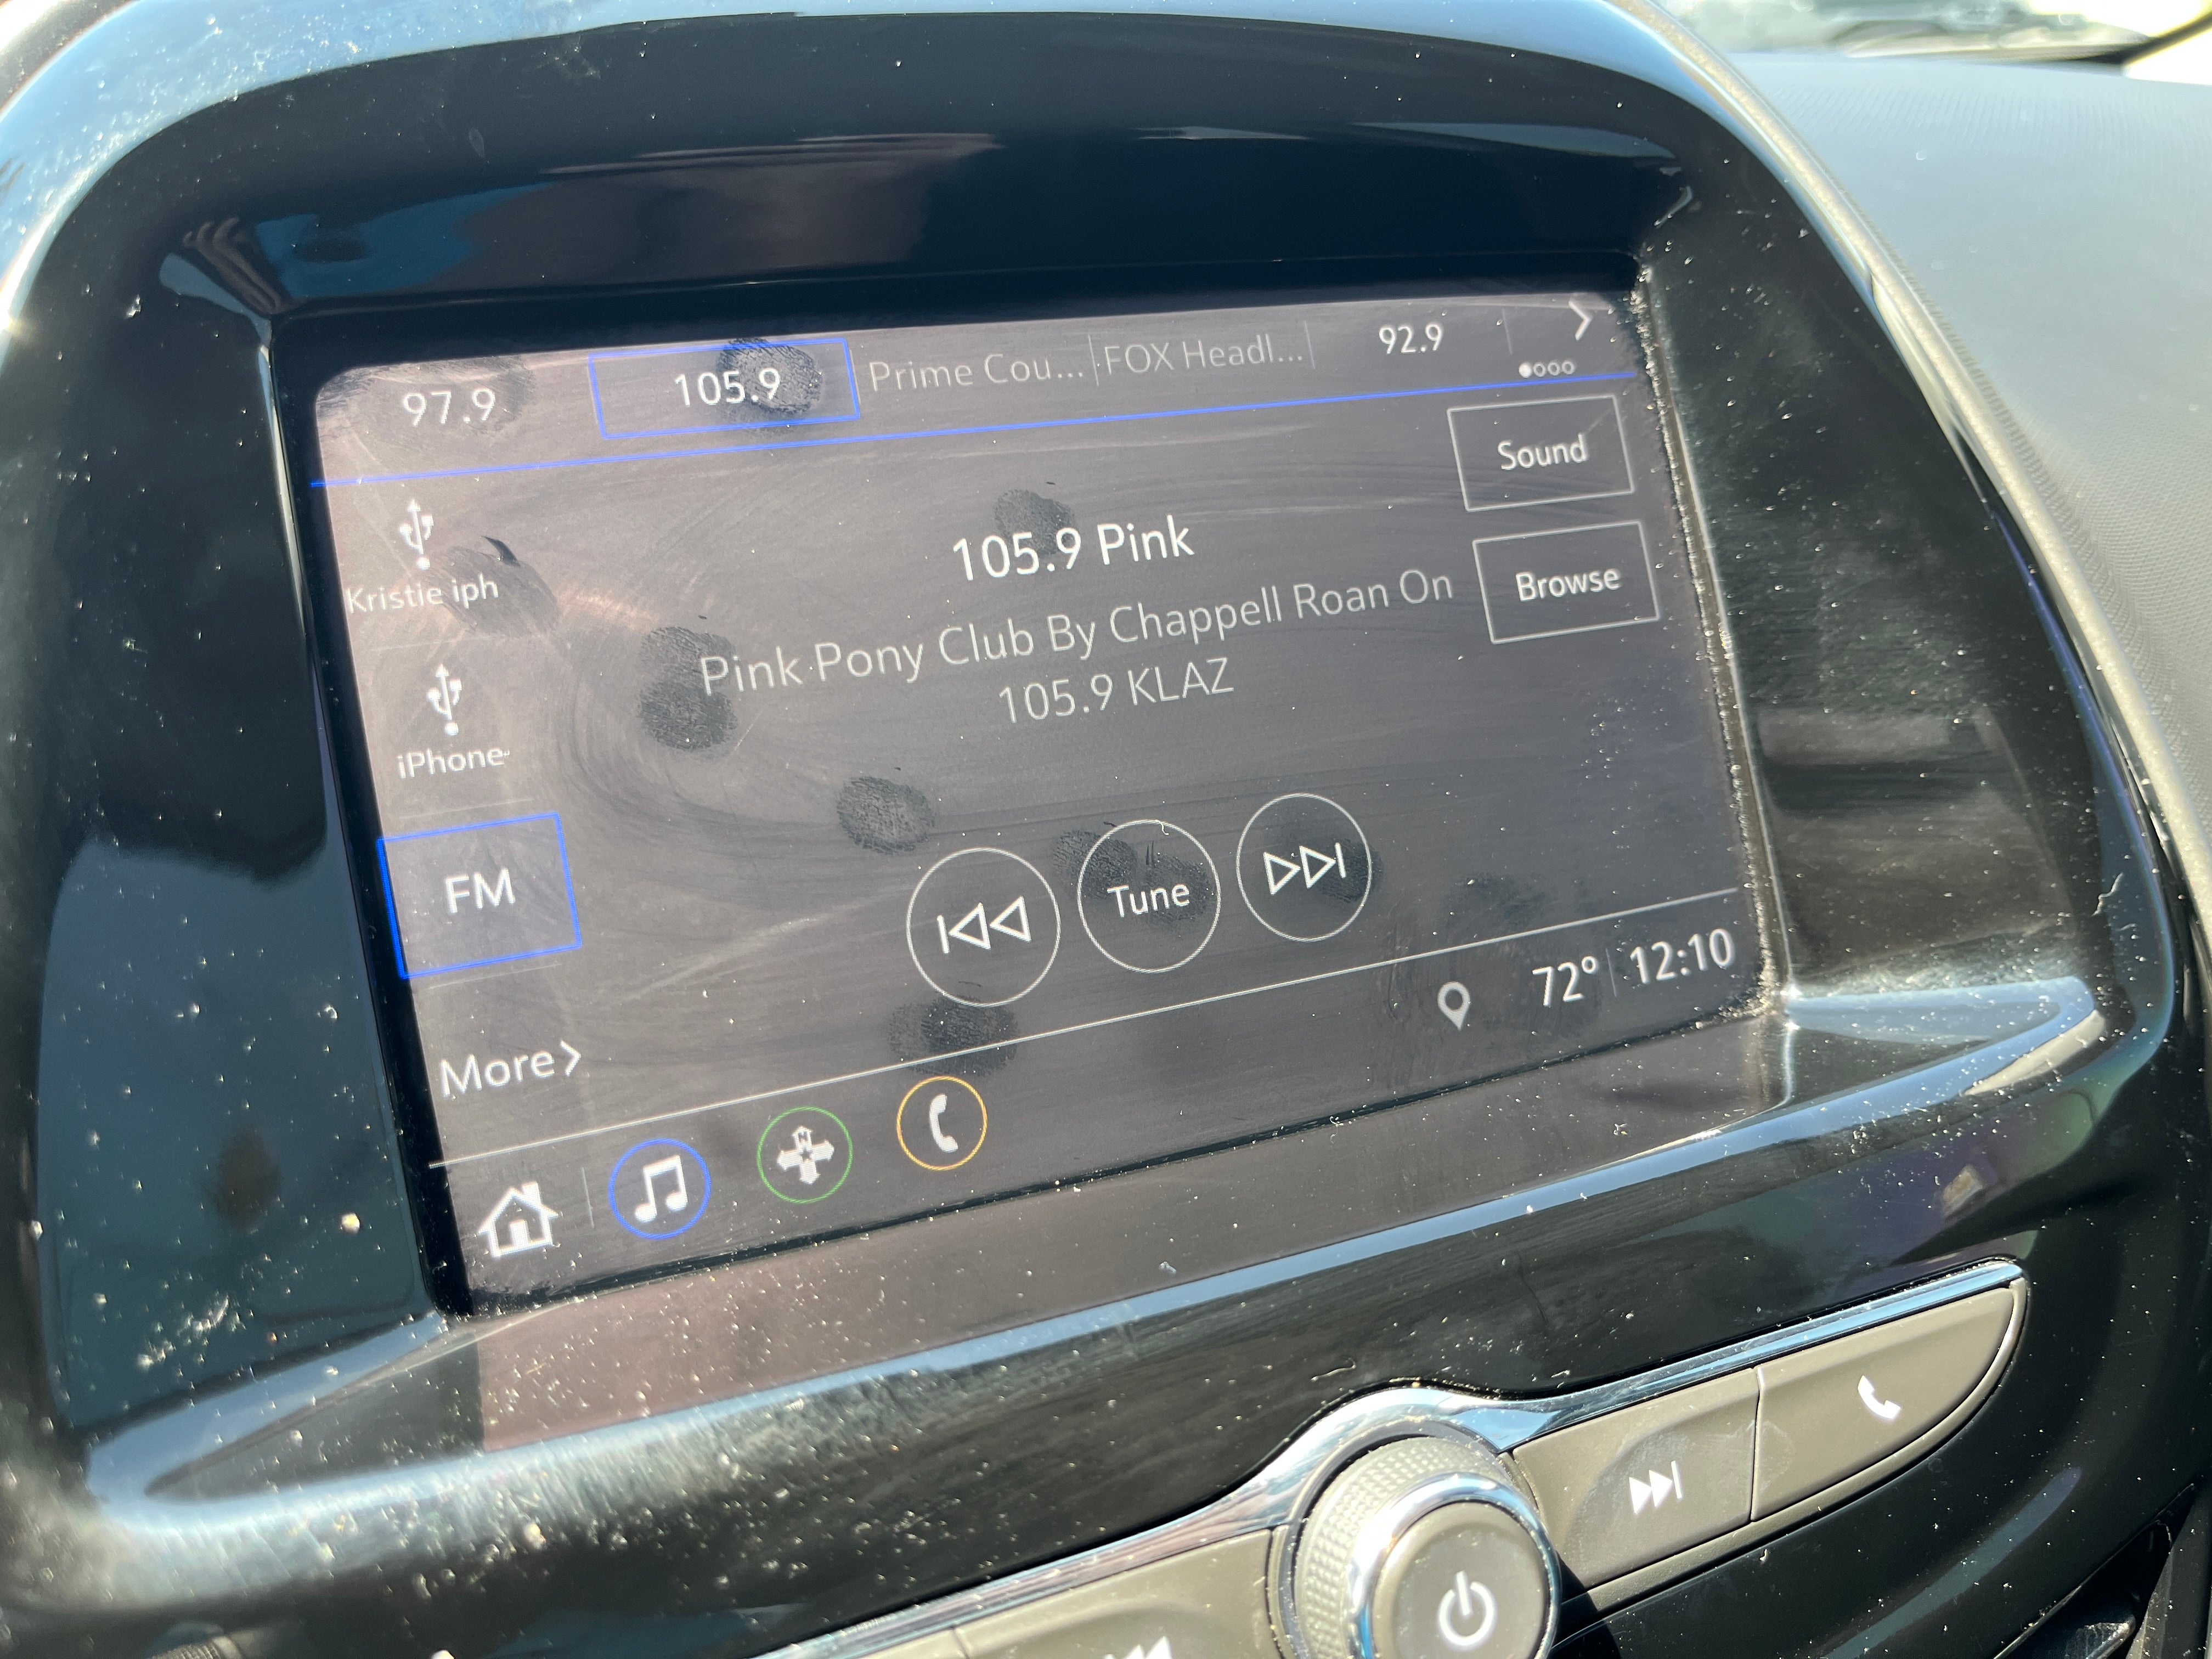 97.9
105.9
Prime Cou...
FOX Headl...
92.9
Sound
Browse
Kristie iph
iPhone
FM
More
105.9 Pink
Pink Pony Club By Chappell Roan On
105.9 KLAZ
Tune
72° 12:10
N